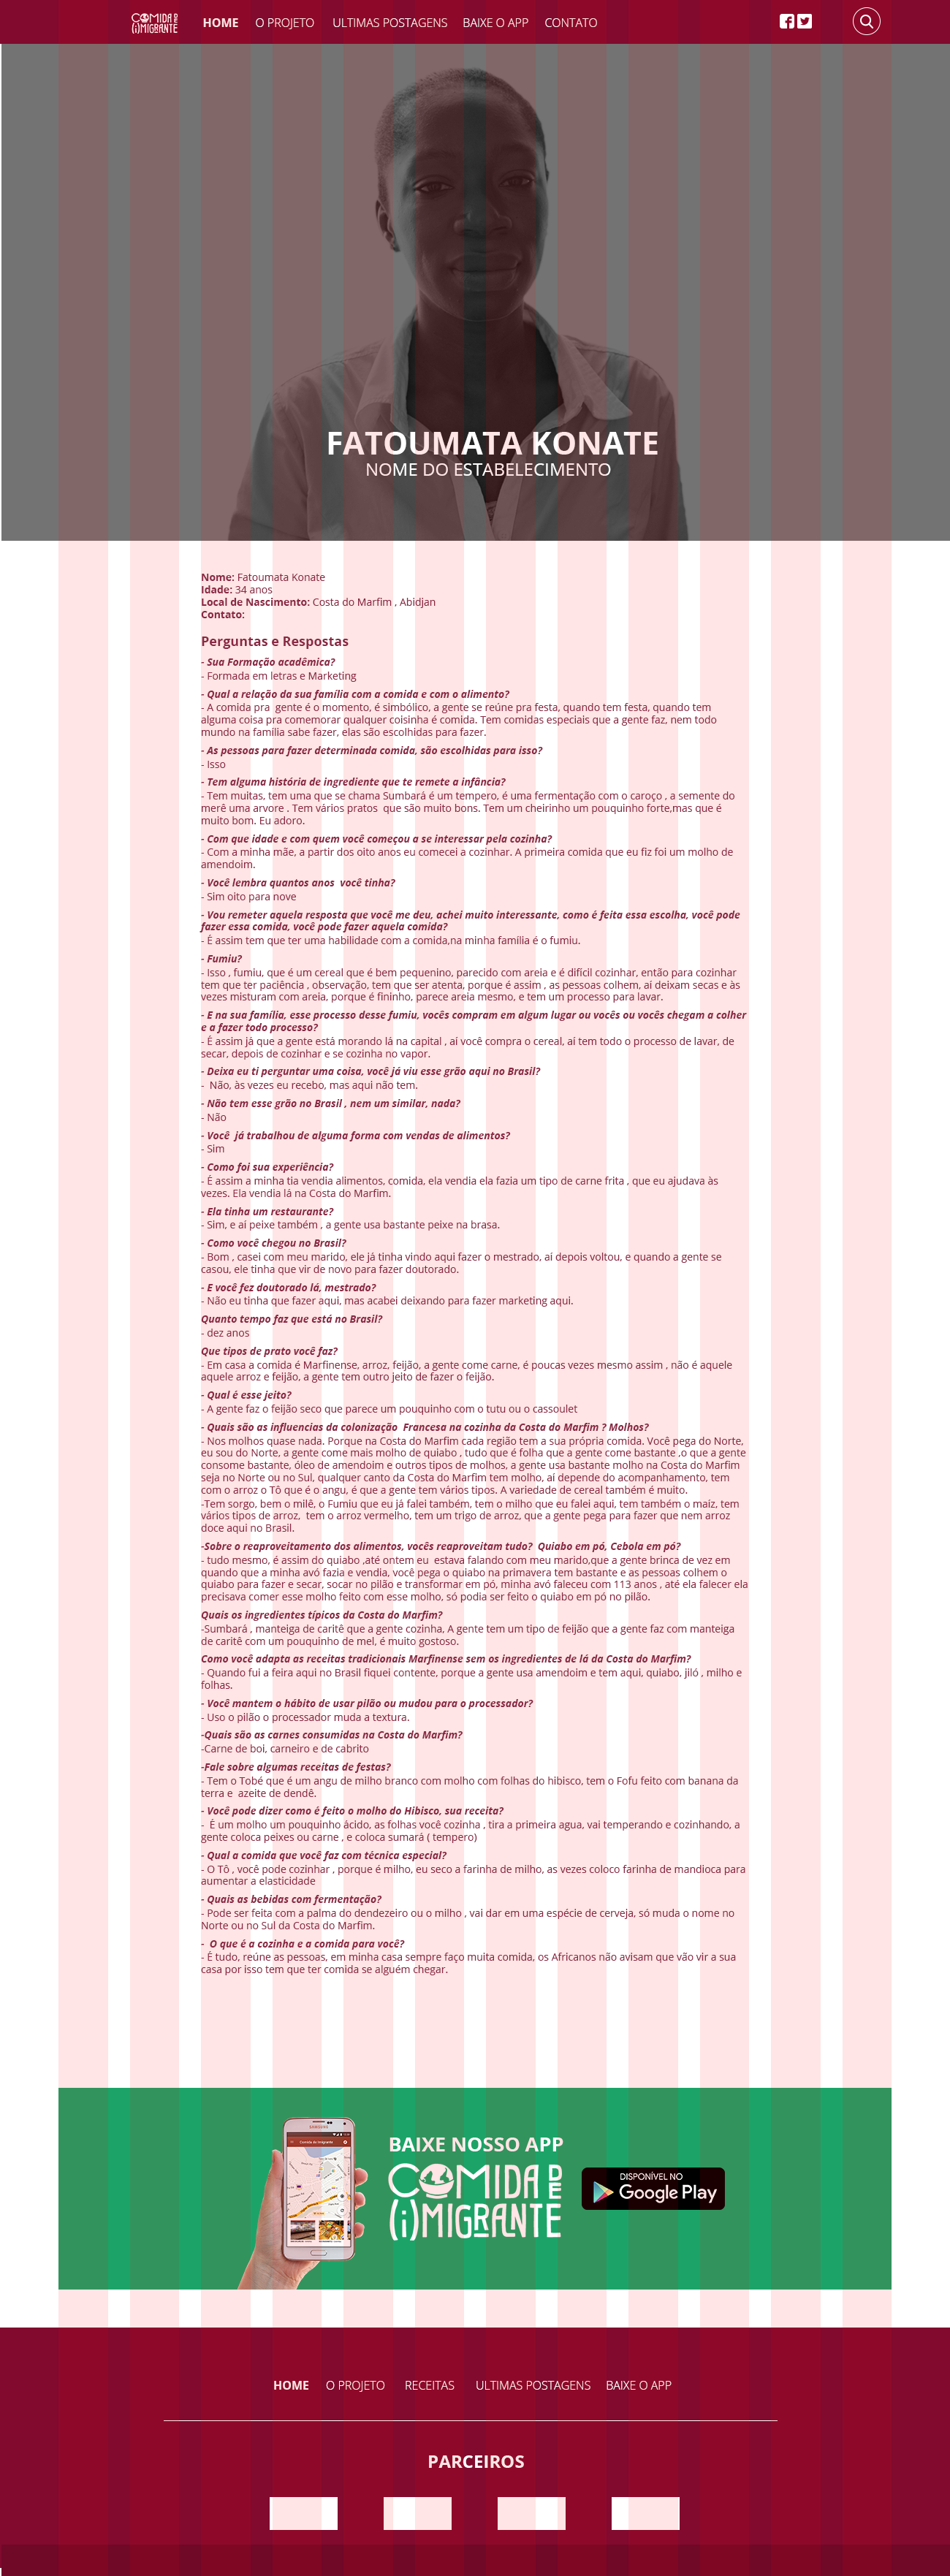 COMIDA DE
(i)MIGRANTE
HOME O PROJETO ULTIMAS POSTAGENS BAIXE O APP CONTATO
FATOUMATA KONATE
NOME DO ESTABELECIMENTO
Nome: Fatoumata Konate
Idade: 34 anos
Local de Nascimento: Costa do Marfim , Abidjan
Contato:
Perguntas e Respostas
- Sua Formação acadêmica?
- Formada em letras e Marketing
- Qual a relação da sua família com a comida e com o alimento?
- A comida pra  gente é o momento, é simbólico, a gente se reúne pra festa, quando tem festa, quando tem
alguma coisa pra comemorar qualquer coisinha é comida. Tem comidas especiais que a gente faz, nem todo
mundo na família sabe fazer, elas são escolhidas para fazer.
- As pessoas para fazer determinada comida, são escolhidas para isso?
- Isso
- Tem alguma história de ingrediente que te remete a infância?
- Tem muitas, tem uma que se chama Sumbará é um tempero, é uma fermentação com o caroço , a semente do
merê uma arvore . Tem vários pratos  que são muito bons. Tem um cheirinho um pouquinho forte,mas que é
muito bom. Eu adoro.
- Com que idade e com quem você começou a se interessar pela cozinha?
- Com a minha mãe, a partir dos oito anos eu comecei a cozinhar. A primeira comida que eu fiz foi um molho de
amendoim.
- Você lembra quantos anos  você tinha?
- Sim oito para nove
- Vou remeter aquela resposta que você me deu, achei muito interessante, como é feita essa escolha, você pode
fazer essa comida, você pode fazer aquela comida?
- É assim tem que ter uma habilidade com a comida,na minha família é o fumiu.
- Fumiu?
- Isso , fumiu, que é um cereal que é bem pequenino, parecido com areia e é difícil cozinhar, então para cozinhar
tem que ter paciência , observação, tem que ser atenta, porque é assim , as pessoas colhem, aí deixam secas e às
vezes misturam com areia, porque é fininho, parece areia mesmo, e tem um processo para lavar.
- E na sua família, esse processo desse fumiu, vocês compram em algum lugar ou vocês ou vocês chegam a colher
e a fazer todo processo?
- É assim já que a gente está morando lá na capital , aí você compra o cereal, ai tem todo o processo de lavar, de
secar, depois de cozinhar e se cozinha no vapor.
- Deixa eu ti perguntar uma coisa, você já viu esse grão aqui no Brasil?
-  Não, às vezes eu recebo, mas aqui não tem.
- Não tem esse grão no Brasil , nem um similar, nada?
- Não
- Você  já trabalhou de alguma forma com vendas de alimentos?
- Sim
- Como foi sua experiência?
- É assim a minha tia vendia alimentos, comida, ela vendia ela fazia um tipo de carne frita , que eu ajudava às
vezes. Ela vendia lá na Costa do Marfim.
- Ela tinha um restaurante?
- Sim, e aí peixe também , a gente usa bastante peixe na brasa.
- Como você chegou no Brasil?
- Bom , casei com meu marido, ele já tinha vindo aqui fazer o mestrado, aí depois voltou, e quando a gente se
casou, ele tinha que vir de novo para fazer doutorado.
- E você fez doutorado lá, mestrado?
- Não eu tinha que fazer aqui, mas acabei deixando para fazer marketing aqui.
Quanto tempo faz que está no Brasil?
- dez anos
Que tipos de prato você faz?
- Em casa a comida é Marfinense, arroz, feijão, a gente come carne, é poucas vezes mesmo assim , não é aquele
aquele arroz e feijão, a gente tem outro jeito de fazer o feijão.
- Qual é esse jeito?
- A gente faz o feijão seco que parece um pouquinho com o tutu ou o cassoulet
- Quais são as influencias da colonização  Francesa na cozinha da Costa do Marfim ? Molhos?
- Nos molhos quase nada. Porque na Costa do Marfim cada região tem a sua própria comida. Você pega do Norte,
eu sou do Norte, a gente come mais molho de quiabo , tudo que é folha que a gente come bastante ,o que a gente
consome bastante, óleo de amendoim e outros tipos de molhos, a gente usa bastante molho na Costa do Marfim
seja no Norte ou no Sul, qualquer canto da Costa do Marfim tem molho, aí depende do acompanhamento, tem
com o arroz o Tô que é o angu, é que a gente tem vários tipos. A variedade de cereal também é muito.
-Tem sorgo, bem o milê, o Fumiu que eu já falei também, tem o milho que eu falei aqui, tem também o maíz, tem
vários tipos de arroz,  tem o arroz vermelho, tem um trigo de arroz, que a gente pega para fazer que nem arroz
doce aqui no Brasil.
-Sobre o reaproveitamento dos alimentos, vocês reaproveitam tudo?  Quiabo em pó, Cebola em pó?
- tudo mesmo, é assim do quiabo ,até ontem eu  estava falando com meu marido,que a gente brinca de vez em
quando que a minha avó fazia e vendia, você pega o quiabo na primavera tem bastante e as pessoas colhem o
quiabo para fazer e secar, socar no pilão e transformar em pó, minha avó faleceu com 113 anos , até ela falecer ela
precisava comer esse molho feito com esse molho, só podia ser feito o quiabo em pó no pilão.
Quais os ingredientes típicos da Costa do Marfim?
-Sumbará , manteiga de caritê que a gente cozinha, A gente tem um tipo de feijão que a gente faz com manteiga
de caritê com um pouquinho de mel, é muito gostoso.
Como você adapta as receitas tradicionais Marfinense sem os ingredientes de lá da Costa do Marfim?
- Quando fui a feira aqui no Brasil fiquei contente, porque a gente usa amendoim e tem aqui, quiabo, jiló , milho e
folhas.
- Você mantem o hábito de usar pilão ou mudou para o processador?
- Uso o pilão o processador muda a textura.
-Quais são as carnes consumidas na Costa do Marfim?
-Carne de boi, carneiro e de cabrito
-Fale sobre algumas receitas de festas?
- Tem o Tobé que é um angu de milho branco com molho com folhas do hibisco, tem o Fofu feito com banana da
terra e  azeite de dendê.
- Você pode dizer como é feito o molho do Hibisco, sua receita?
-  É um molho um pouquinho ácido, as folhas você cozinha , tira a primeira agua, vai temperando e cozinhando, a
gente coloca peixes ou carne , e coloca sumará ( tempero)
- Qual a comida que você faz com técnica especial?
- O Tô , você pode cozinhar , porque é milho, eu seco a farinha de milho, as vezes coloco farinha de mandioca para
aumentar a elasticidade
- Quais as bebidas com fermentação?
- Pode ser feita com a palma do dendezeiro ou o milho , vai dar em uma espécie de cerveja, só muda o nome no
Norte ou no Sul da Costa do Marfim.
-  O que é a cozinha e a comida para você?
- É tudo, reúne as pessoas, em minha casa sempre faço muita comida, os Africanos não avisam que vão vir a sua
casa por isso tem que ter comida se alguém chegar.
BAIXE NOSSO APP
COMIDA DE
(i)MIGRANTE
DISPONÍVEL NO
Google Play
HOME O PROJETO RECEITAS ULTIMAS POSTAGENS BAIXE O APP
PARCEIROS